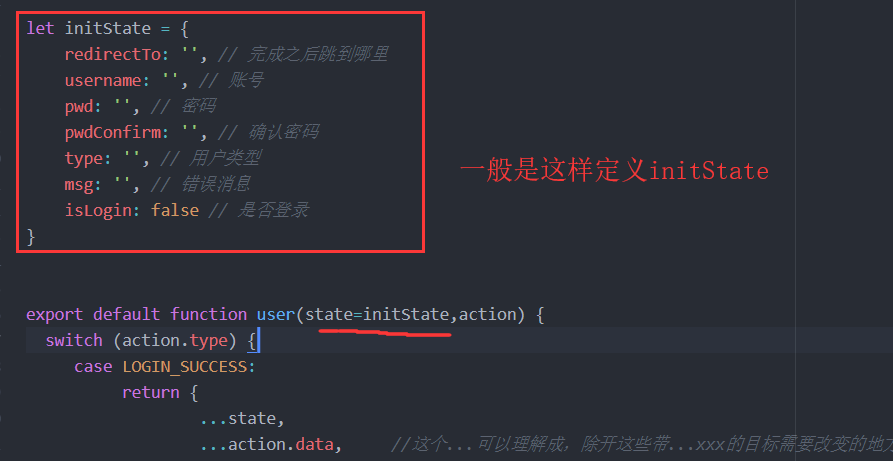 let initState = {
redirectTo: '', // 完成之后跳到哪里
username: '', // 账号
pwd: '', // 密码
pwdConfirm: '', // 确认密码
type: '', // 用户类型
msg: '', // 错误消息
isLogin: false // 是否登录
}
一般是这样定义initState
export default function user(state=initState,action) {
switch (action.type) {
case LOGIN_SUCCESS:
return {
...state,
...action.data, //这个...可以理解成，除开这些带...xxx的目标需要改变的地方